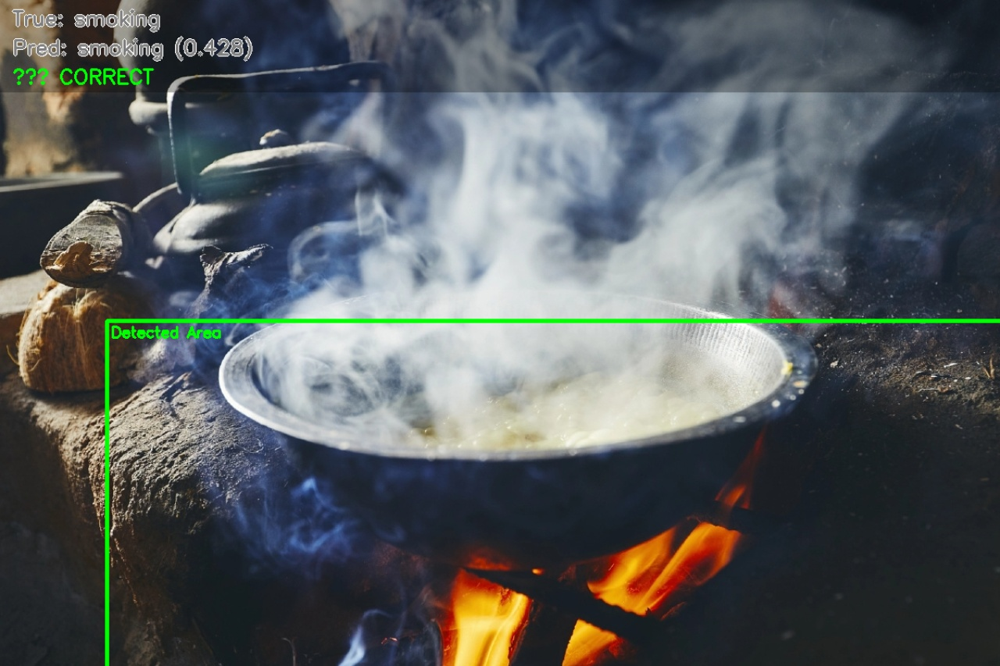 True: smoking
Pred: smoking (0.428)
??? CORRECT
Detected Area